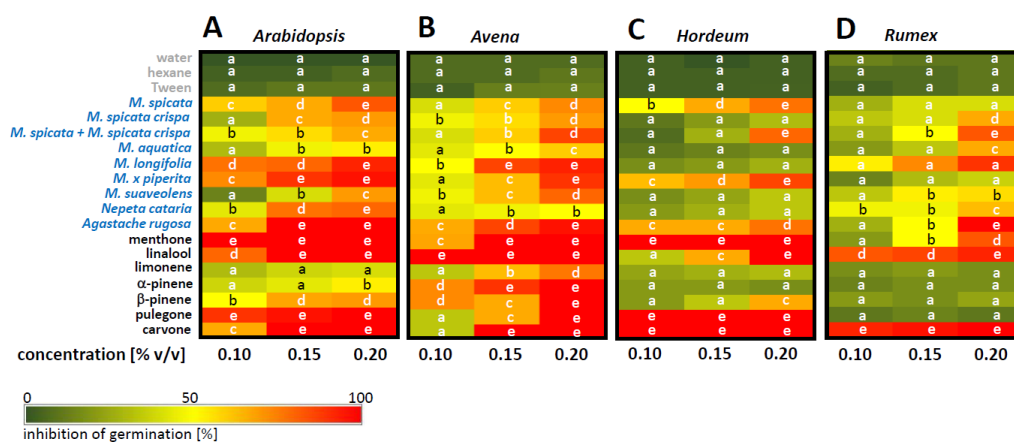 A B C D
Arabidopsis Avena Hordeum Rumex
water a a a a a a a a a a a a
hexane a a a a a a a a a a a a
Tween a a a a a a a a a a a a
M. spicata c d e a c d b d e a a a
M. spicata crispa a c d b b d a a a a a d
M. spicata + M. spicata crispa b b c a b d a a e a b e
M. aquatica a b b a b c a a a a a c
M. longifolia d d e b e e a a a a a a
M. x piperita c e e a c e c d e a a a
M. suaveolens a b c b c d a a a a b b
Nepeta cataria b d d a b b a a a b b c
Agastache rugosa c e e c d e c c d a b e
menthone e e e c e e e e e a b d
linalool d e e e e e a c e d d e
limonene a a a a b d a a a a a a
α-pinene a a b d e e a a a a a a
β-pinene b d d d c e a a c a a a
pulegone e e e a c e e e e a a a
carvone c e e a e e e e e e e e
concentration [% v/v] 0.10 0.15 0.20 0.10 0.15 0.20 0.10 0.15 0.20 0.10 0.15 0.20
0 50 100
inhibition of germination [%]